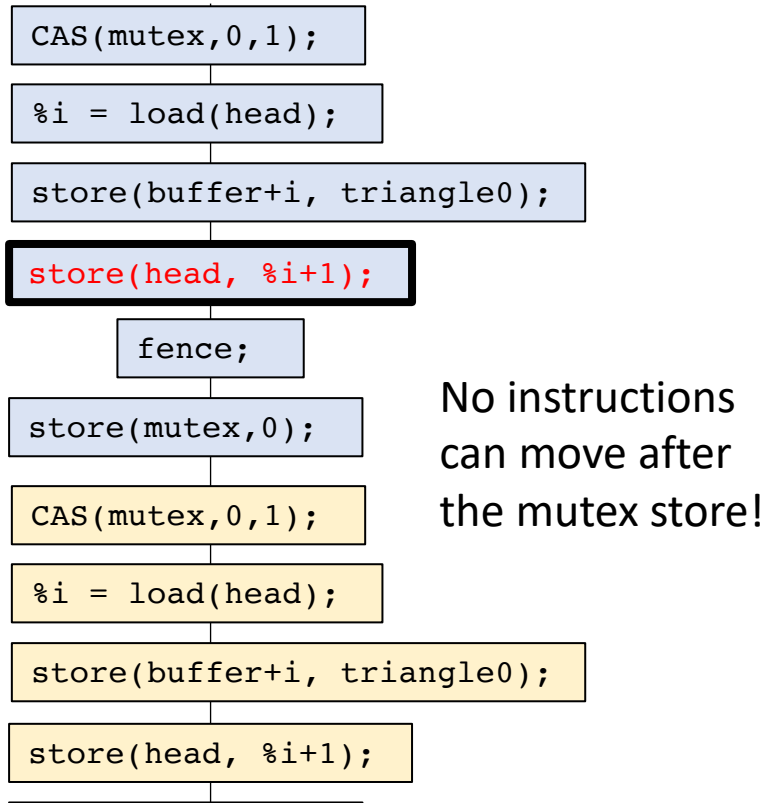 CAS(mutex,0,1);
%i = load(head);
store(buffer+i, triangle0);
store(head, %i+1);
fence;
store(mutex,0);
No instructions
can move after
the mutex store!
CAS(mutex,0,1);
%i = load(head);
store(buffer+i, triangle0);
store(head, %i+1);